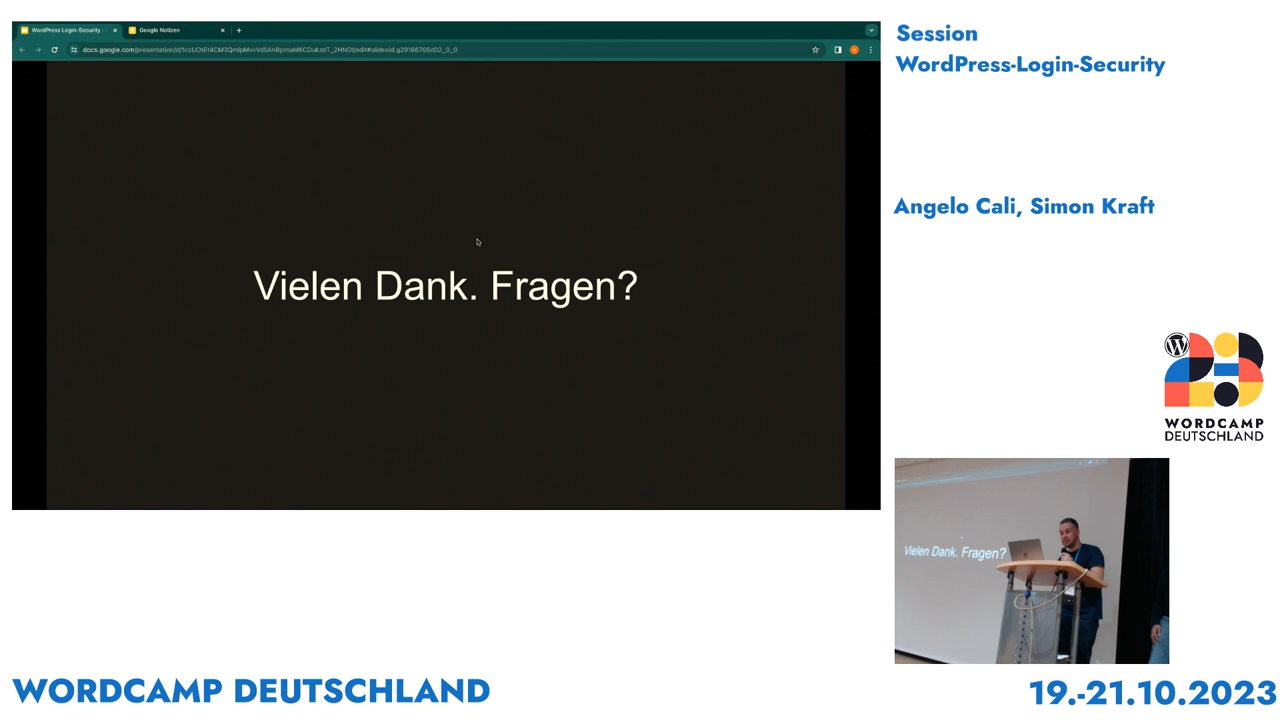 WordPress Login-Security
Google Notizen
Vielen Dank. Fragen?
Session
WordPress-Login-Security
Angelo Cali, Simon Kraft
WORDCAMP
DEUTSCHLAND
Vielen Dank. Fragen?
WORDCAMP DEUTSCHLAND
19.-21.10.2023